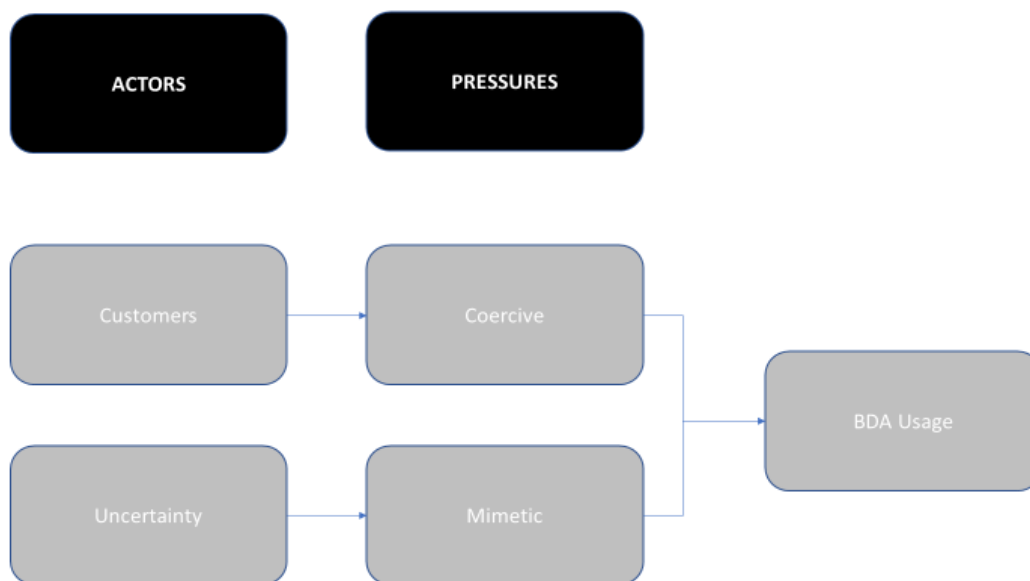 ACTORS
PRESSURES
Customers
Coercive
BDA Usage
Uncertainty
Mimetic